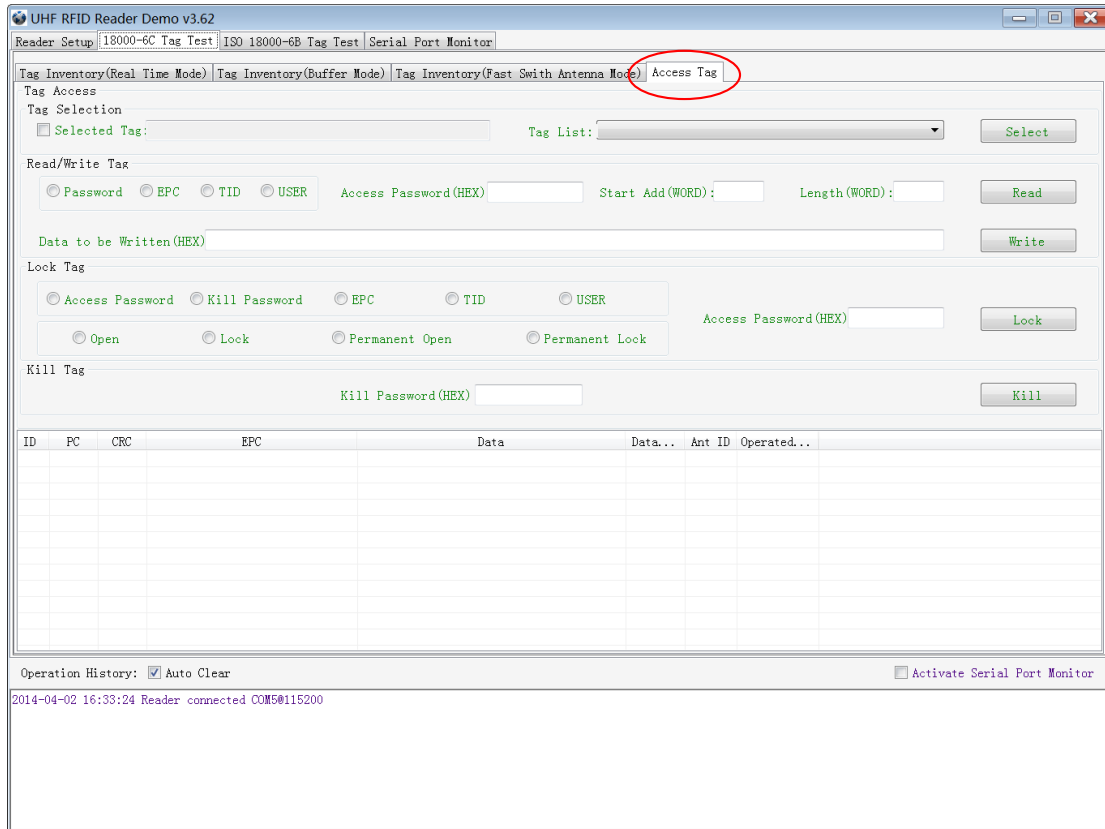 UHF RFID Reader Demo v3.62
Reader Setup 18000-6C Tag Test ISO 18000-6B Tag Test Serial Port Monitor
Tag Inventory(Real Time Mode) Tag Inventory(Buffer Mode) Tag Inventory(Fast Swith Antenna Mode) Access Tag
Tag Access
Tag Selection
Selected Tag: Tag List: Select
Read/Write Tag
Password EPC TID USER Access Password(HEX) Start Add(WORD): Length(WORD): Read
Data to be Written(HEX) Write
Lock Tag
Access Password Kill Password EPC TID USER
Access Password(HEX) Lock
Open Lock Permanent Open Permanent Lock
Kill Tag
Kill Password(HEX) Kill
ID PC CRC EPC Data Data... Ant ID Operated...
Operation History: Auto Clear Activate Serial Port Monitor
2014-04-02 16:33:24 Reader connected COM5@115200